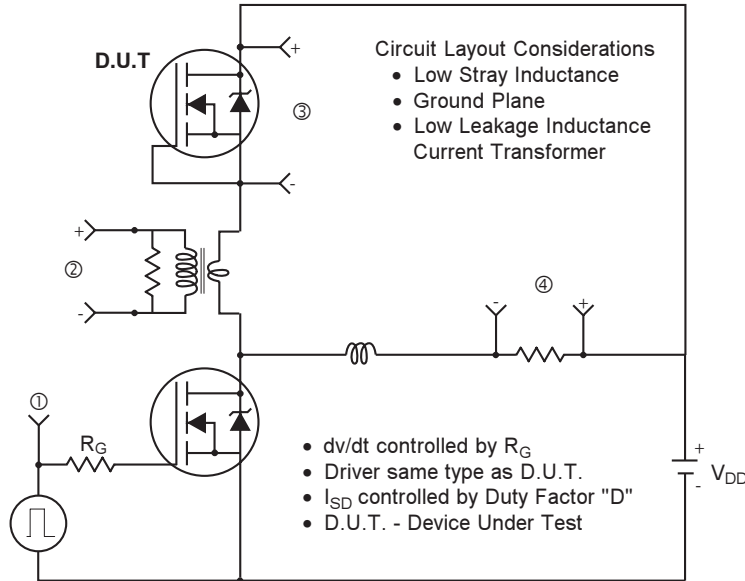 D.U.T
+
③
-
Circuit Layout Considerations
• Low Stray Inductance
• Ground Plane
• Low Leakage Inductance
Current Transformer
+
②
-
-
④
+
①
RG
• dv/dt controlled by RG
• Driver same type as D.U.T.
• ISD controlled by Duty Factor "D"
• D.U.T. - Device Under Test
+
VDD
-